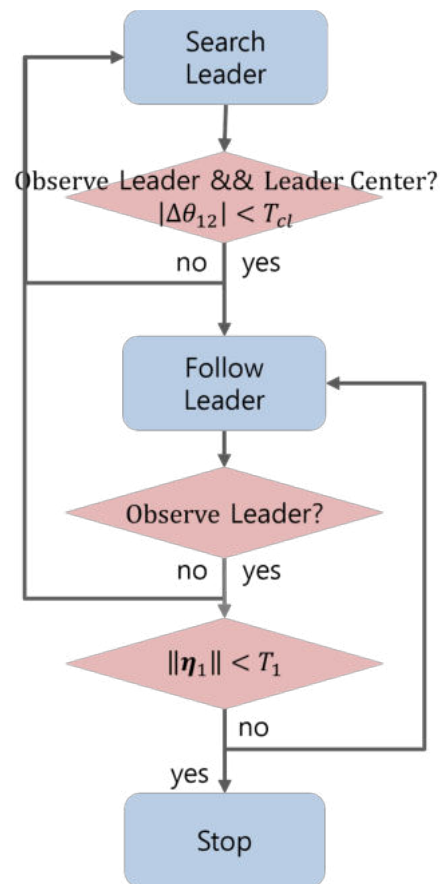 Search
Leader
Observe Leader && Leader Center?
|Δθ₁₂| < T_cl
no yes
Follow
Leader
Observe Leader?
no yes
‖η₁‖ < T₁
no
yes
Stop